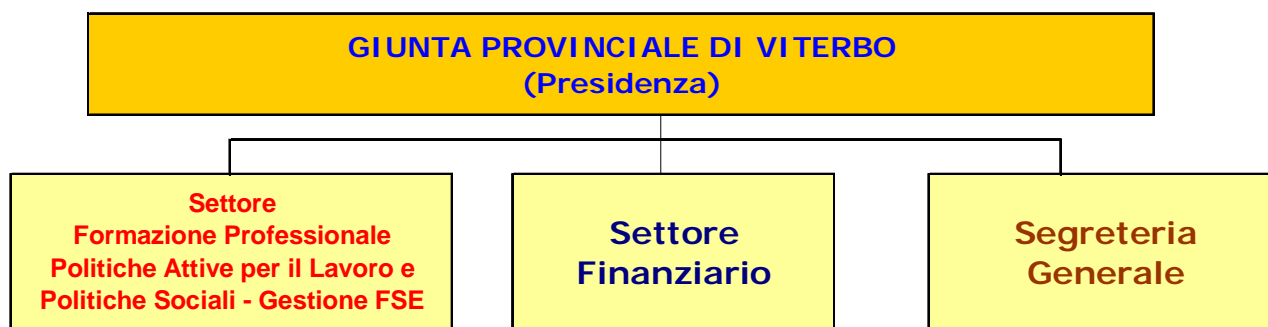 GIUNTA PROVINCIALE DI VITERBO
(Presidenza)
Settore
Formazione Professionale
Politiche Attive per il Lavoro e
Politiche Sociali - Gestione FSE
Settore
Finanziario
Segreteria
Generale